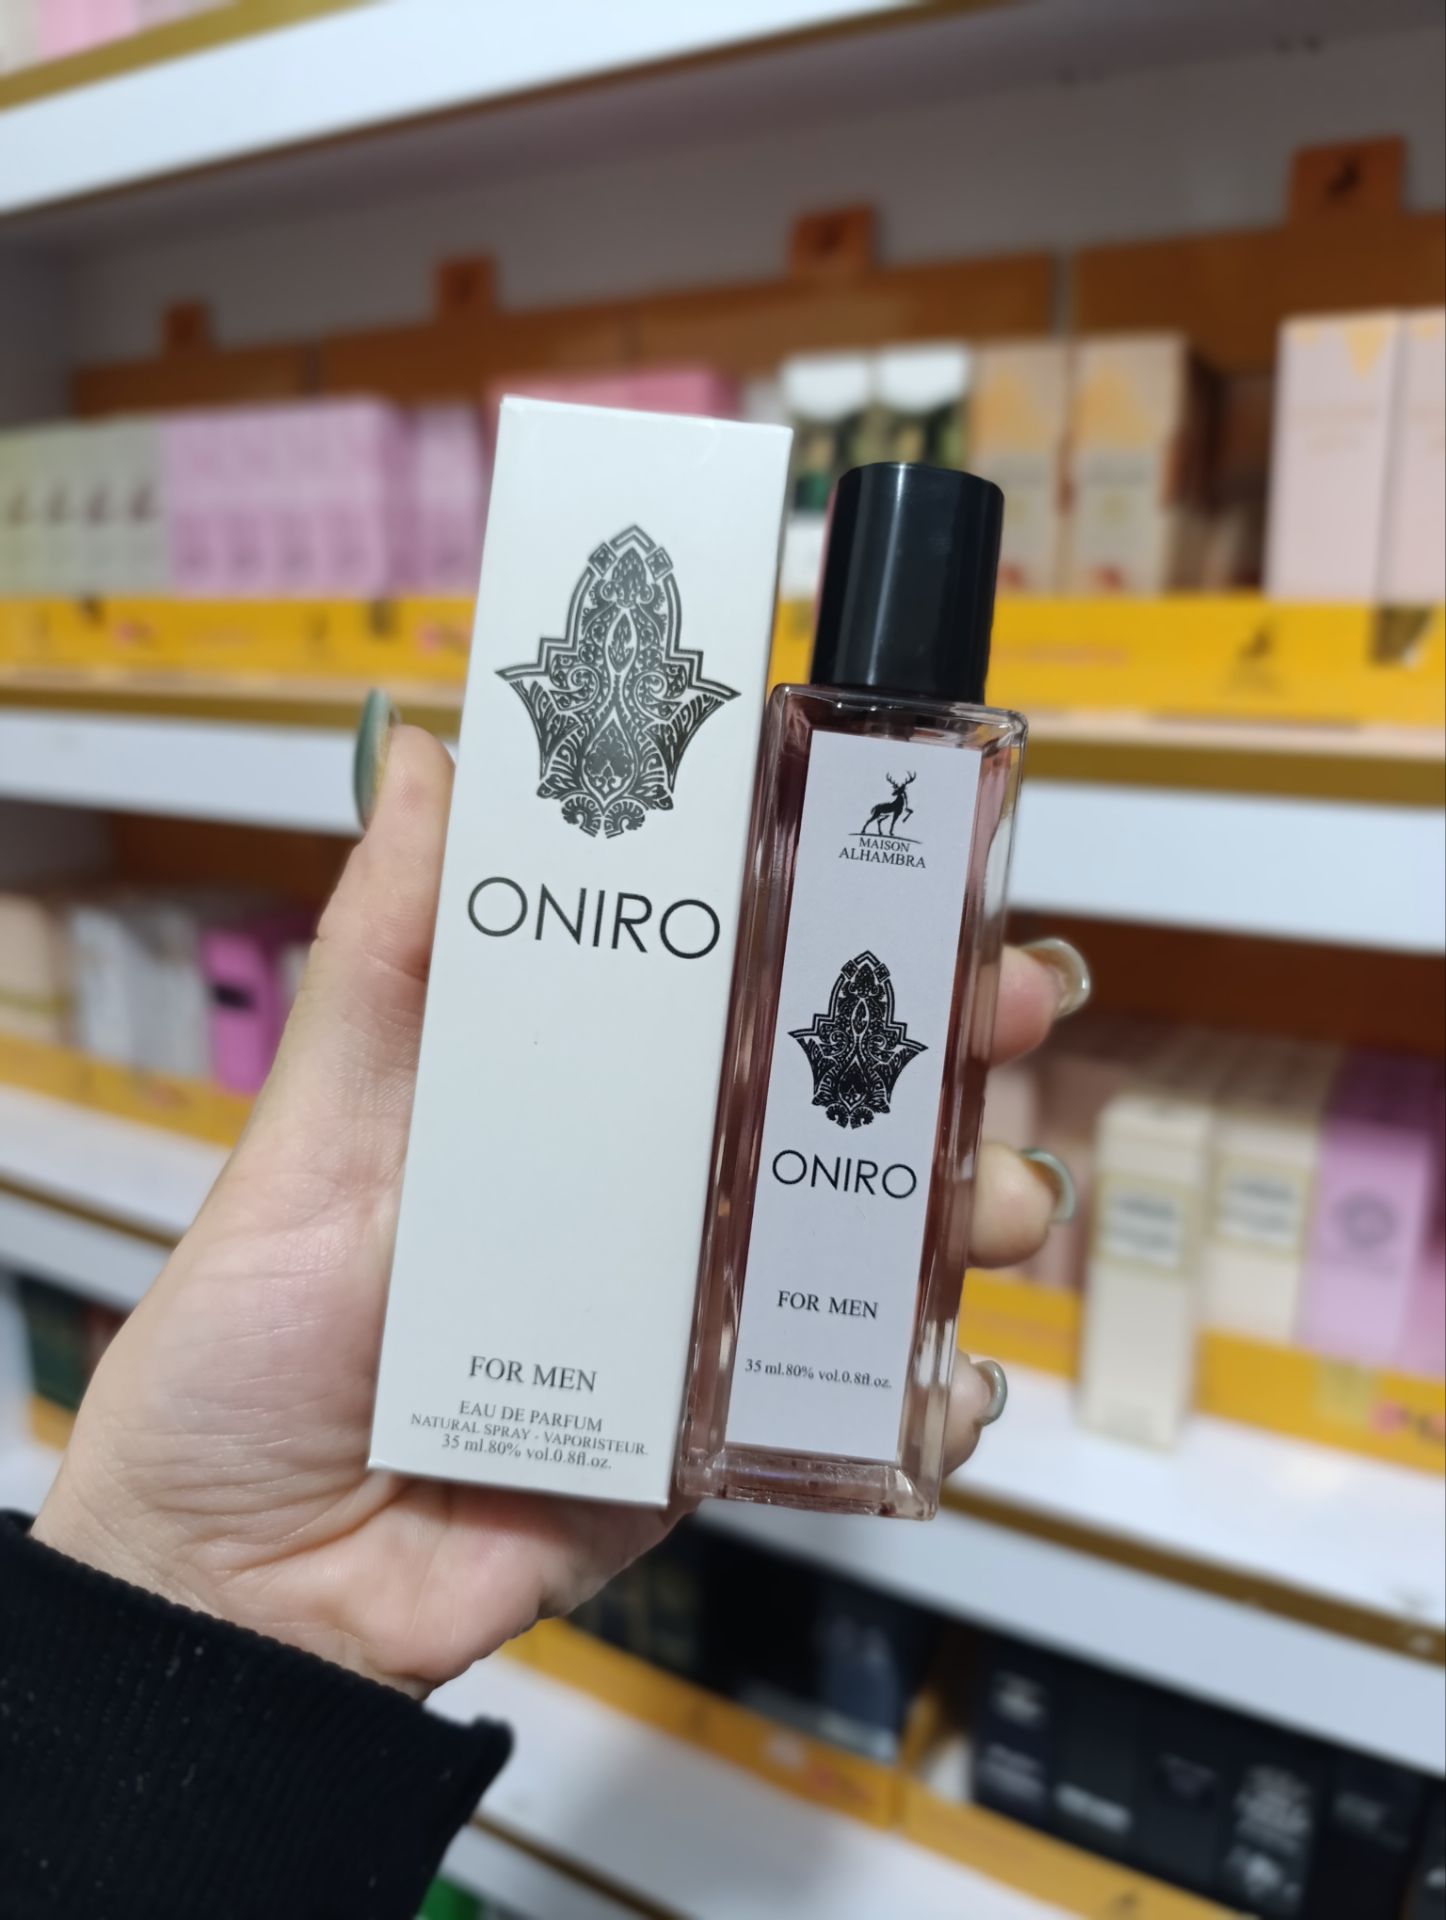 ONIRO
FOR MEN
EAU DE PARFUM
NATURAL SPRAY - VAPORISTEUR.
35 ml.80% vol.0.8fl.oz.
MAISON
ALHAMBRA
ONIRO
FOR MEN
35 ml.80% vol.0.8fl.oz.